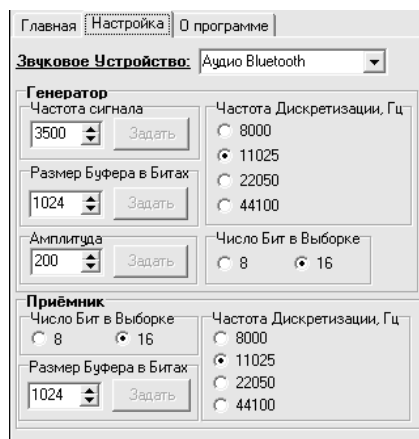 Главная Настройка О программе
Звуковое Устройство: Аудио Bluetooth
Генератор
Частота сигнала
3500 Задать
Размер Буфера в Битах
1024 Задать
Амплитуда
200 Задать
Частота Дискретизации, Гц
8000
11025
22050
44100
Число Бит в Выборке
8 16
Приёмник
Число Бит в Выборке
8 16
Размер Буфера в Битах
1024 Задать
Частота Дискретизации, Гц
8000
11025
22050
44100